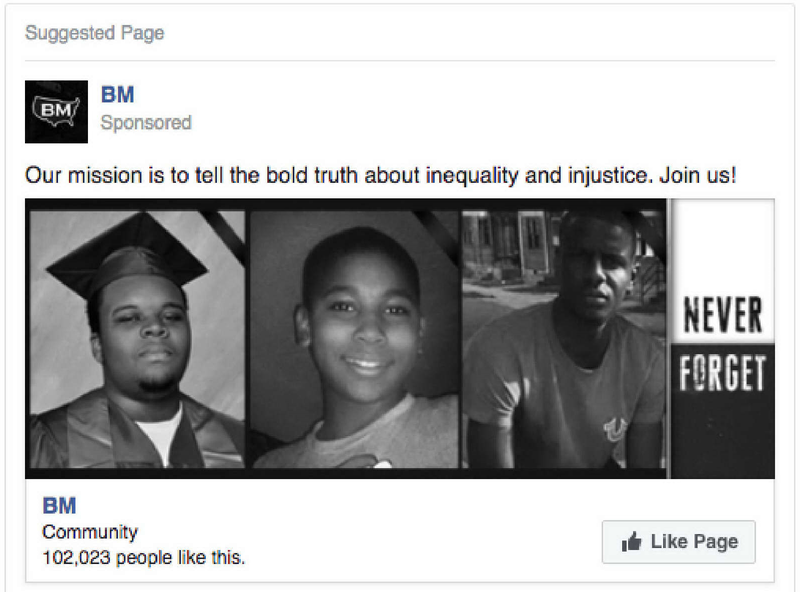 Suggested Page
BM
BM
Sponsored
Our mission is to tell the bold truth about inequality and injustice. Join us!
NEVER
FORGET
BM
Community
102,023 people like this.
Like Page